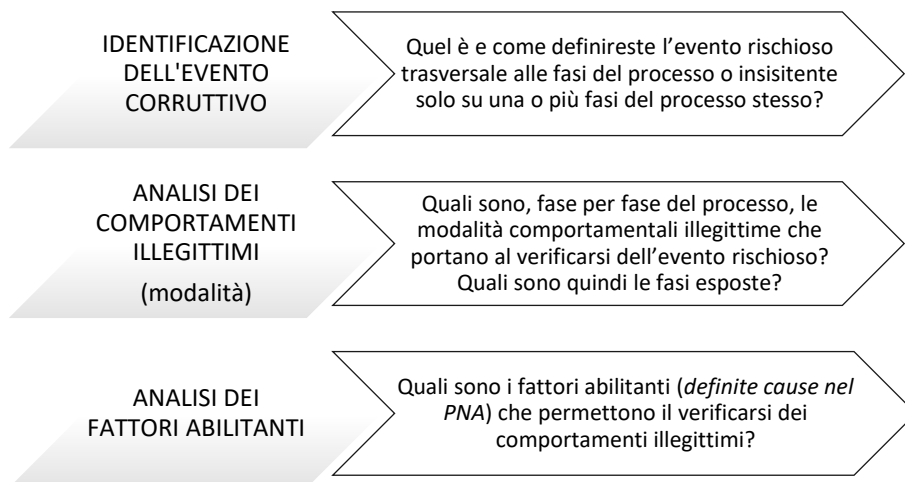 IDENTIFICAZIONE
DELL'EVENTO
CORRUTTIVO
Quel è e come definireste l’evento rischioso
trasversale alle fasi del processo o insisitente
solo su una o più fasi del processo stesso?
ANALISI DEI
COMPORTAMENTI
ILLEGITTIMI
(modalità)
Quali sono, fase per fase del processo, le
modalità comportamentali illegittime che
portano al verificarsi dell’evento rischioso?
Quali sono quindi le fasi esposte?
ANALISI DEI
FATTORI ABILITANTI
Quali sono i fattori abilitanti (definite cause nel
PNA) che permettono il verificarsi dei
comportamenti illegittimi?